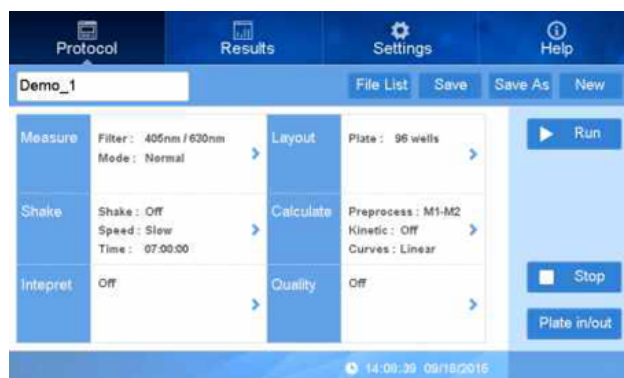 Protocol
Results
Settings
Help
Demo_1
File List
Save
Save As
New
Measure
Filter : 405nm / 630nm
Mode : Normal
Layout
Plate : 96 wells
Run
Shake
Shake : Off
Speed : Slow
Time : 07:00:00
Calculate
Preprocess : M1-M2
Kinetic : Off
Curves : Linear
Intepret
Off
Quality
Off
Stop
Plate in/out
14:09:39 09/18/2016